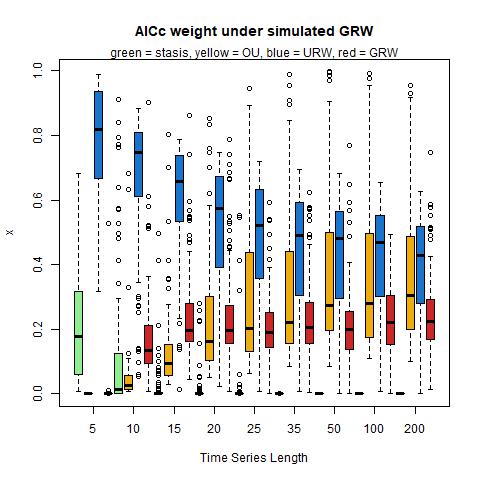 AICc weight under simulated GRW
green = stasis, yellow = OU, blue = URW, red = GRW
1.0
0.8
0.6
0.4
0.2
0.0
x
5 10 15 20 25 35 50 100 200
Time Series Length